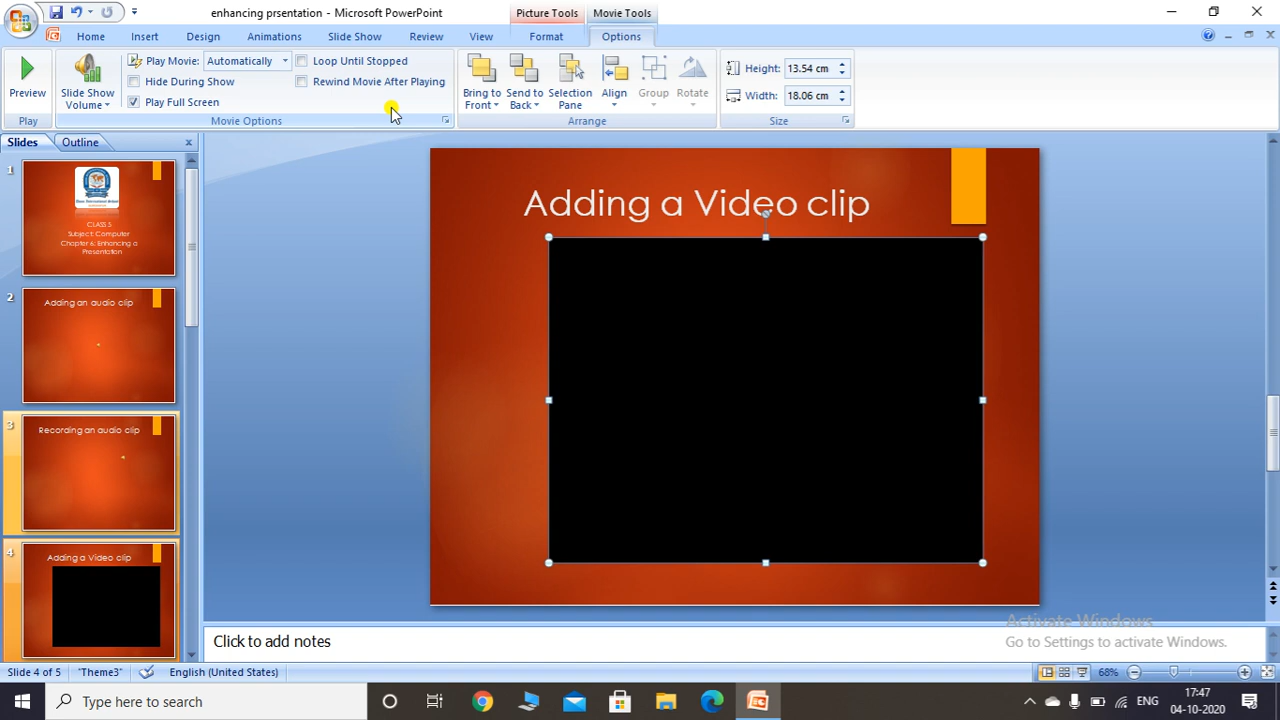 enhancing prsentation - Microsoft PowerPoint
Picture Tools
Movie Tools
Home
Insert
Design
Animations
Slide Show
Review
View
Format
Options
Preview
Slide Show
Volume
Play Movie: Automatically
Hide During Show
Play Full Screen
Loop Until Stopped
Rewind Movie After Playing
Bring to
Front
Send to
Back
Selection
Pane
Align
Group
Rotate
Height: 13.54 cm
Width: 18.06 cm
Play
Movie Options
Arrange
Size
Slides
Outline
1
CLASS 5
Subject: Computer
Chapter 6: Enhancing a
Presentation
2
Adding an audio clip
3
Recording an audio clip
4
Adding a Video clip
Adding a Video clip
Activate Windows
Go to Settings to activate Windows.
Click to add notes
Slide 4 of 5
"Theme3"
English (United States)
68%
Type here to search
ENG
17:47
04-10-2020